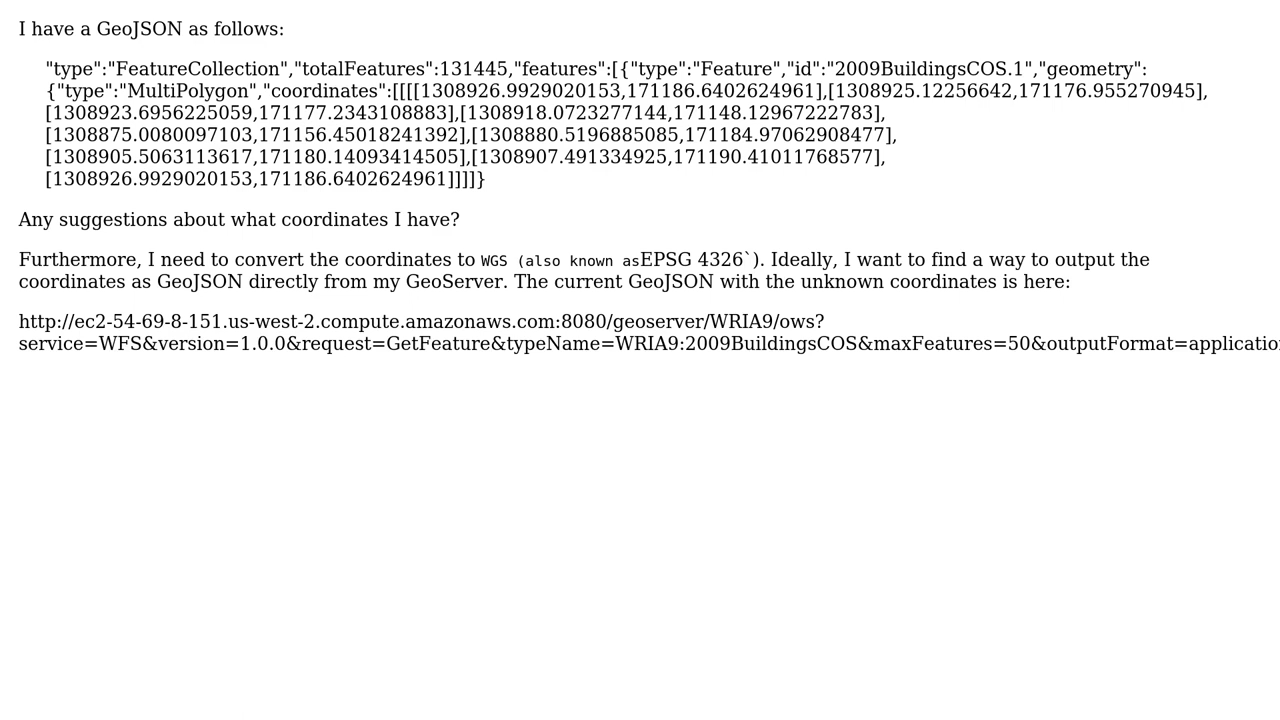 I have a GeoJSON as follows:
"type":"FeatureCollection","totalFeatures":131445,"features":[{"type":"Feature","id":"2009BuildingsCOS.1","geometry":
{"type":"MultiPolygon","coordinates":[[[[1308926.9929020153,171186.6402624961],[1308925.12256642,171176.955270945],
[1308923.6956225059,171177.2343108883],[1308918.0723277144,171148.12967222783],
[1308875.0080097103,171156.45018241392],[1308880.5196885085,171184.97062908477],
[1308905.5063113617,171180.14093414505],[1308907.491334925,171190.41011768577],
[1308926.9929020153,171186.6402624961]]]]}
Any suggestions about what coordinates I have?
Furthermore, I need to convert the coordinates to WGS (also known asEPSG 4326`). Ideally, I want to find a way to output the
coordinates as GeoJSON directly from my GeoServer. The current GeoJSON with the unknown coordinates is here:
http://ec2-54-69-8-151.us-west-2.compute.amazonaws.com:8080/geoserver/WRIA9/ows?
service=WFS&version=1.0.0&request=GetFeature&typeName=WRIA9:2009BuildingsCOS&maxFeatures=50&outputFormat=application